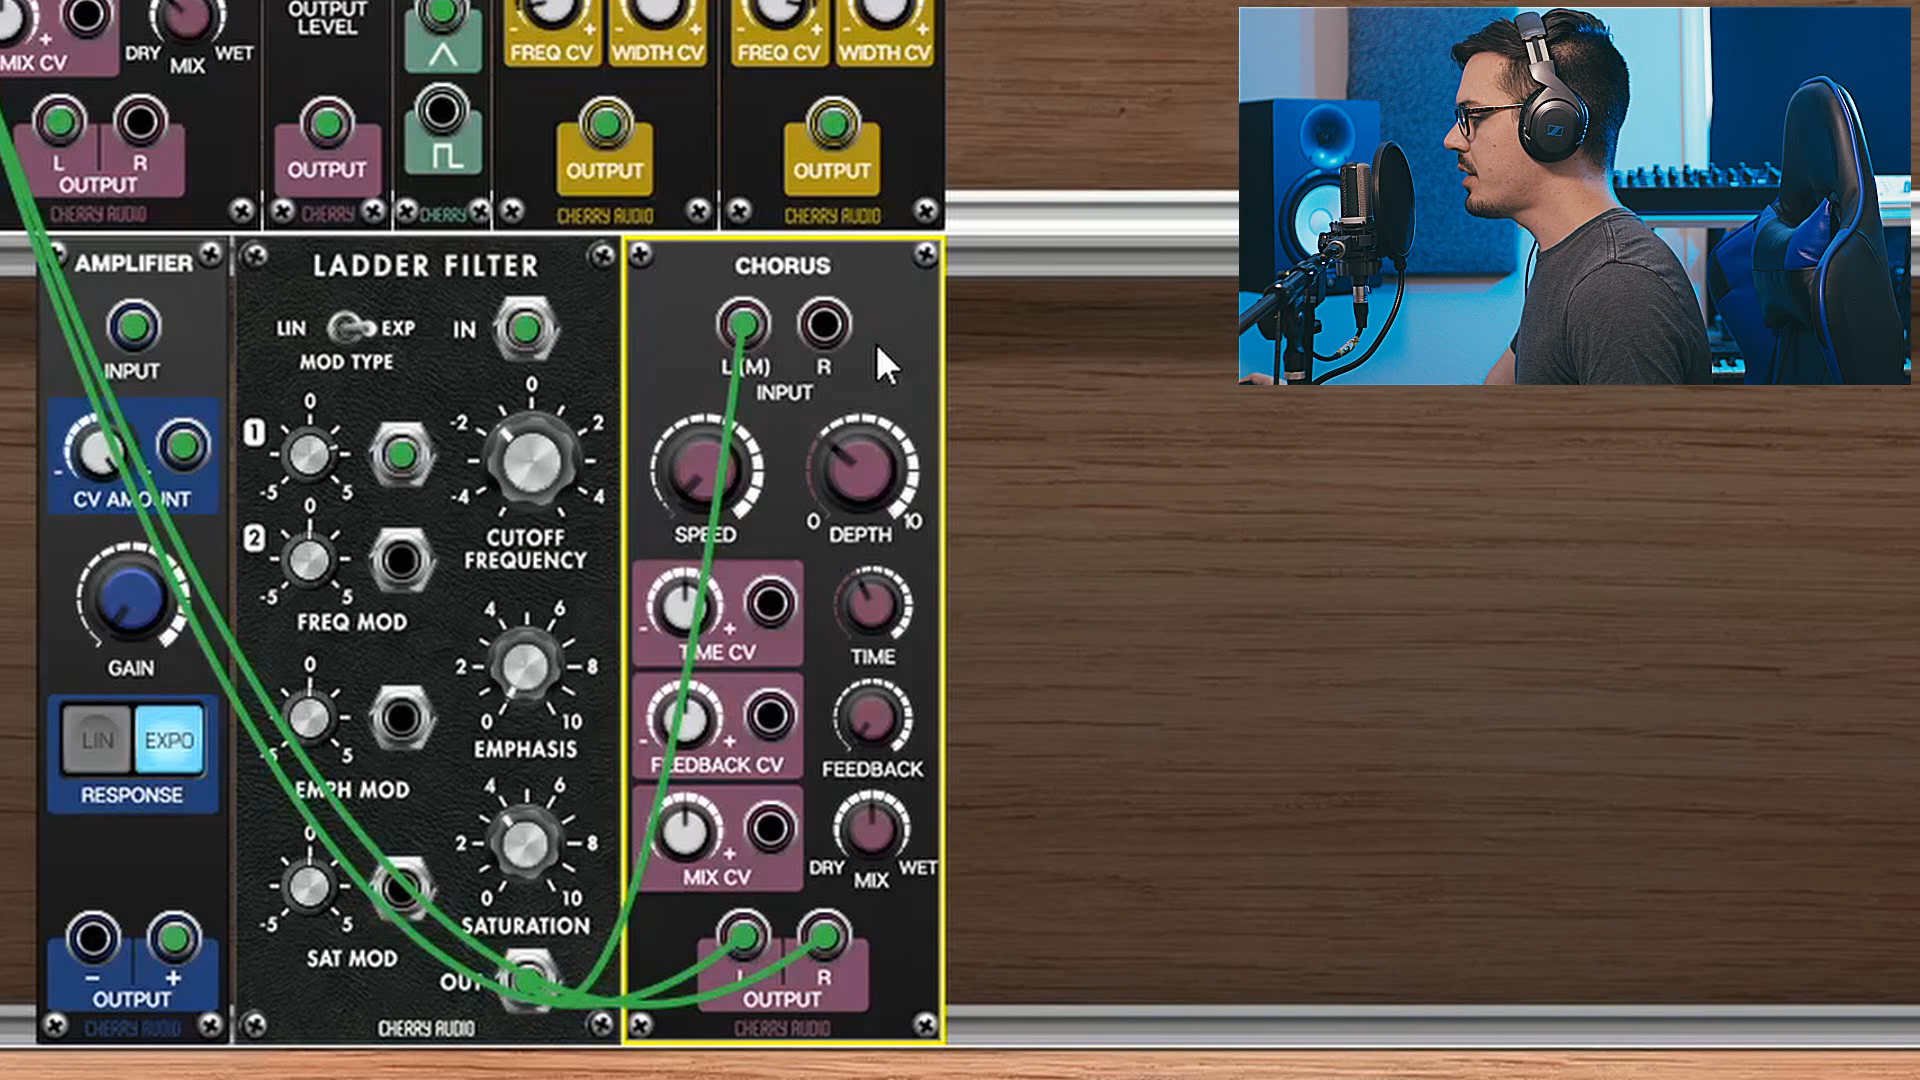 MIX CV
DRY
WET
MIX
L
R
OUTPUT
CHERRY AUDIO
OUTPUT
LEVEL
OUTPUT
CHERRY
CHERRY
FREQ CV
WIDTH CV
OUTPUT
CHERRY AUDIO
FREQ CV
WIDTH CV
OUTPUT
CHERRY AUDIO
AMPLIFIER
INPUT
-
CV AMOUNT
GAIN
LIN
EXPO
RESPONSE
-
+
OUTPUT
CHERRY AUDIO
LADDER FILTER
LIN
EXP
MOD TYPE
IN
1
0
-5
5
2
0
-5
5
FREQ MOD
0
-2
2
-4
4
CUTOFF
FREQUENCY
0
-5
5
EMPH MOD
4
6
2
8
0
10
EMPHASIS
0
-5
5
SAT MOD
4
6
2
8
0
10
SATURATION
OUT
CHERRY AUDIO
CHORUS
L(M)
R
INPUT
SPEED
0
10
DEPTH
-
+
TIME CV
TIME
-
+
FEEDBACK CV
FEEDBACK
+
MIX CV
DRY
WET
MIX
L
R
OUTPUT
CHERRY AUDIO